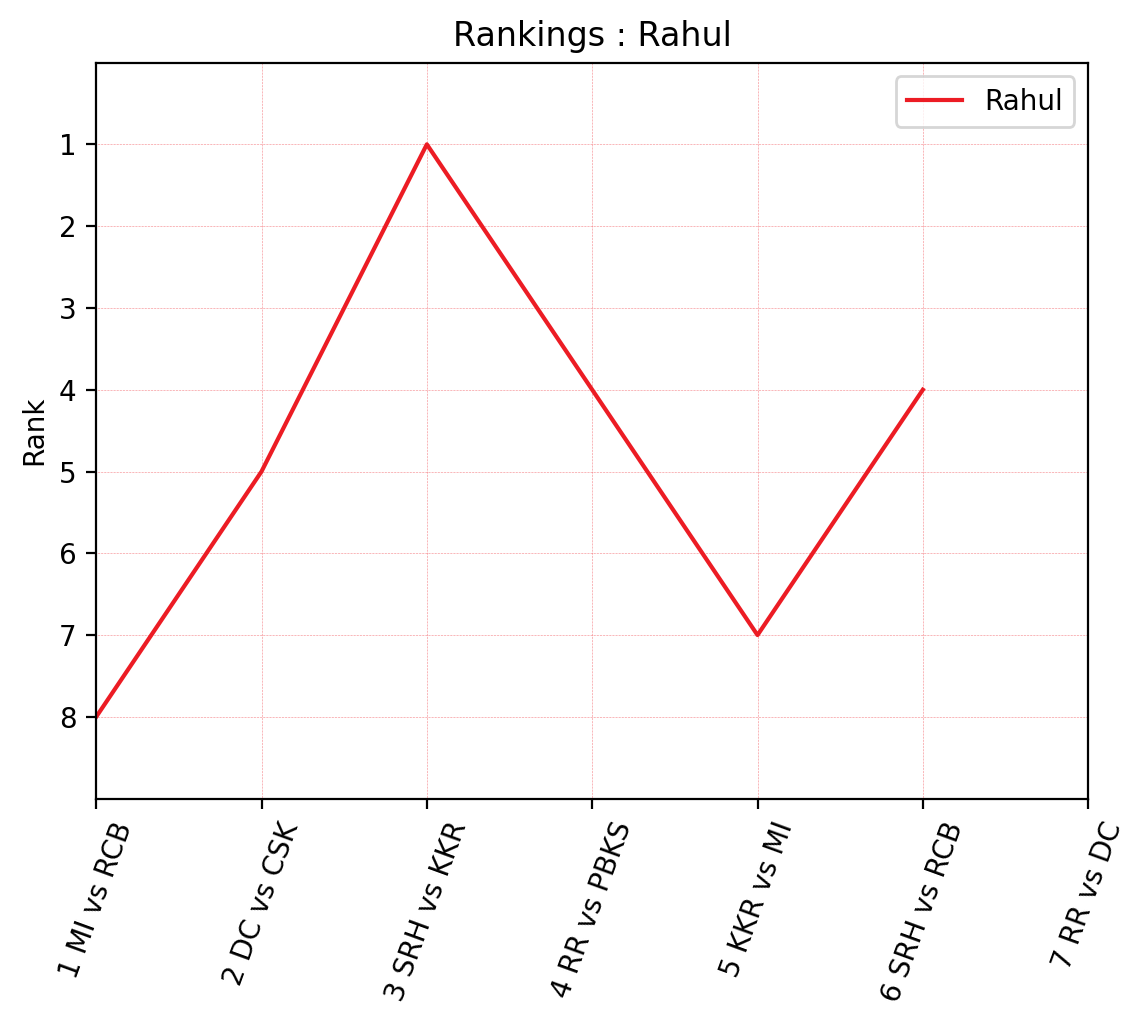 Rankings : Rahul
Rahul
Rank
1
2
3
4
5
6
7
8
1 MI vs RCB
2 DC vs CSK
3 SRH vs KKR
4 RR vs PBKS
5 KKR vs MI
6 SRH vs RCB
7 RR vs DC